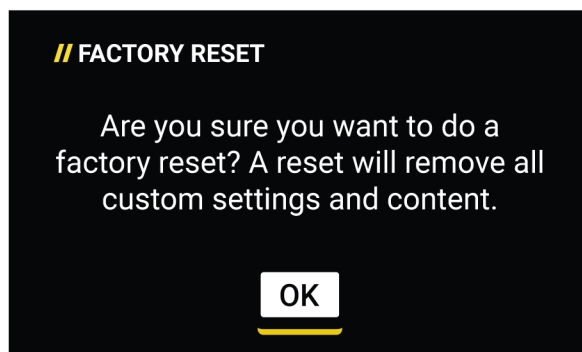 // FACTORY RESET
Are you sure you want to do a
factory reset? A reset will remove all
custom settings and content.
OK